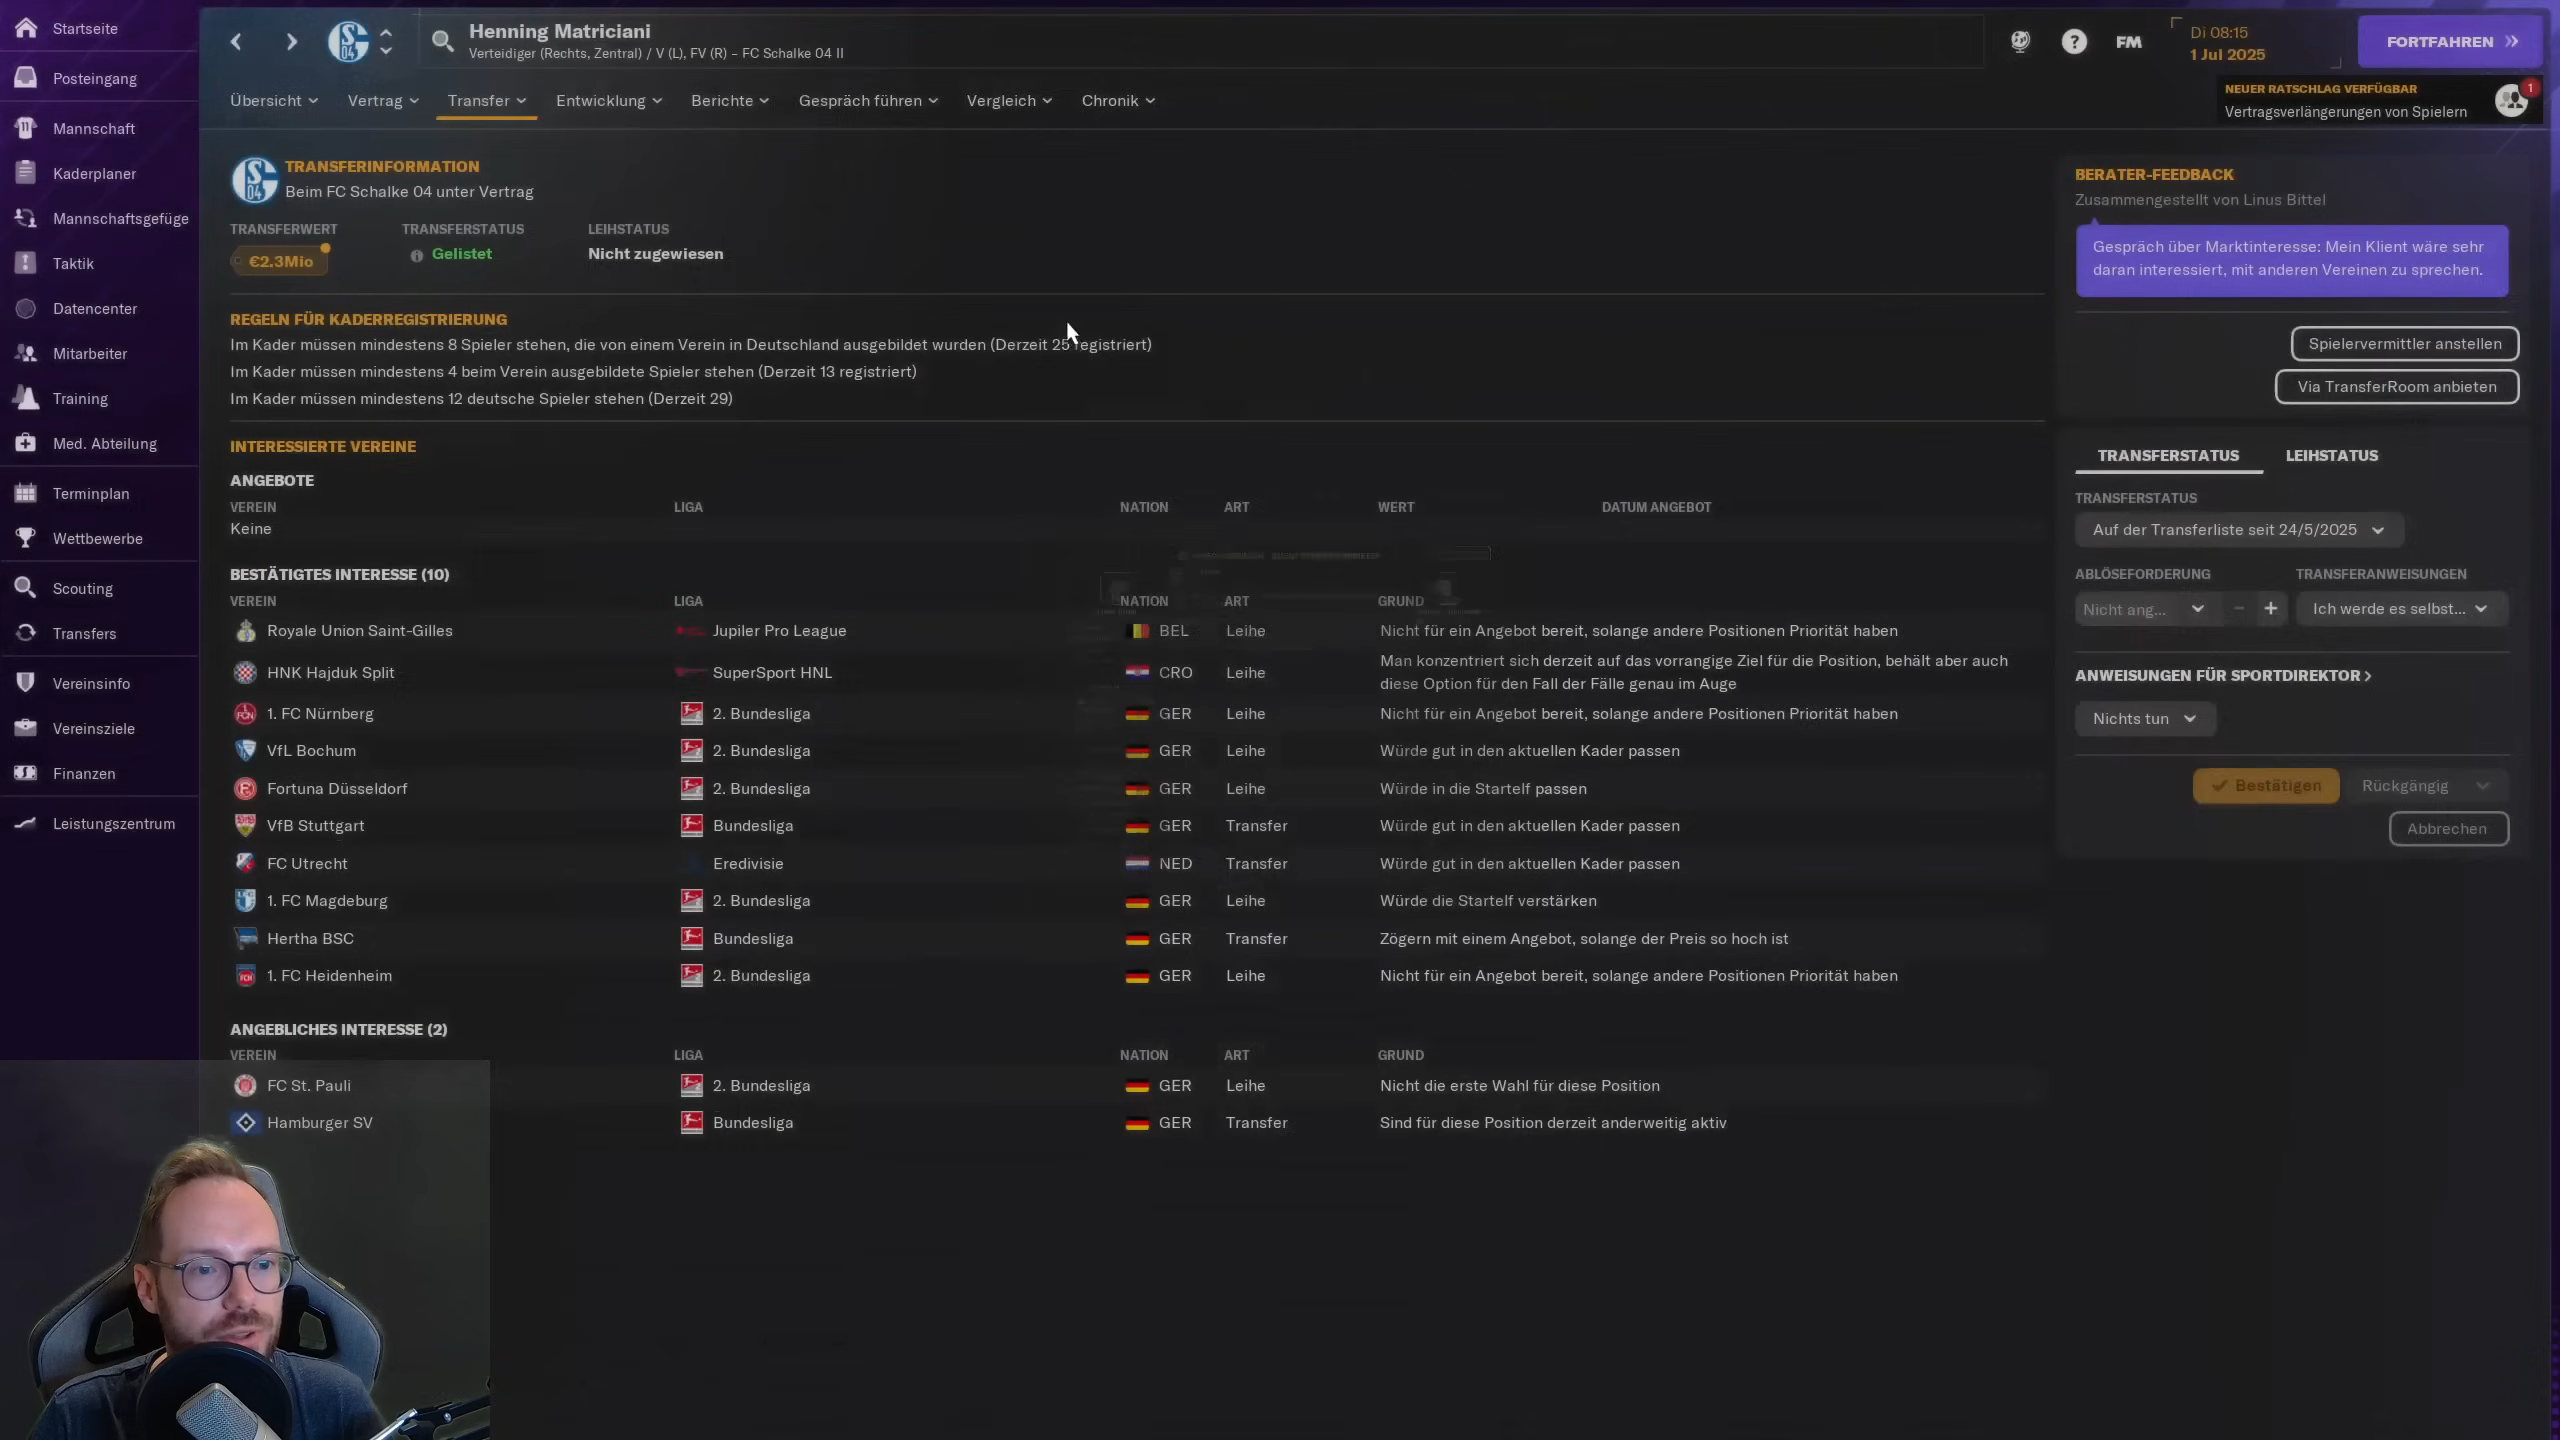 Startseite
Posteingang
Mannschaft
Kaderplaner
Mannschaftsgefüge
Taktik
Datencenter
Mitarbeiter
Training
Med. Abteilung
Terminplan
Wettbewerbe
Scouting
Transfers
Vereinsinfo
Vereinsziele
Finanzen
Leistungszentrum
Henning Matriciani
Verteidiger (Rechts, Zentral) / V (L), FV (R) – FC Schalke 04 II
FM
Di 08:15
1 Jul 2025
FORTFAHREN
Übersicht Vertrag Transfer Entwicklung Berichte Gespräch führen Vergleich Chronik
NEUER RATSCHLAG VERFÜGBAR
Vertragsverlängerungen von Spielern
1
TRANSFERINFORMATION
Beim FC Schalke 04 unter Vertrag
TRANSFERWERT TRANSFERSTATUS LEIHSTATUS
€2.3Mio Gelistet Nicht zugewiesen
REGELN FÜR KADERREGISTRIERUNG
Im Kader müssen mindestens 8 Spieler stehen, die von einem Verein in Deutschland ausgebildet wurden (Derzeit 25 registriert)
Im Kader müssen mindestens 4 beim Verein ausgebildete Spieler stehen (Derzeit 13 registriert)
Im Kader müssen mindestens 12 deutsche Spieler stehen (Derzeit 29)
INTERESSIERTE VEREINE
ANGEBOTE
VEREIN LIGA NATION ART WERT DATUM ANGEBOT
Keine
BESTÄTIGTES INTERESSE (10)
VEREIN LIGA NATION ART GRUND
Royale Union Saint-Gilles Jupiler Pro League BEL Leihe Nicht für ein Angebot bereit, solange andere Positionen Priorität haben
HNK Hajduk Split SuperSport HNL CRO Leihe Man konzentriert sich derzeit auf das vorrangige Ziel für die Position, behält aber auch
diese Option für den Fall der Fälle genau im Auge
1. FC Nürnberg 2. Bundesliga GER Leihe Nicht für ein Angebot bereit, solange andere Positionen Priorität haben
VfL Bochum 2. Bundesliga GER Leihe Würde gut in den aktuellen Kader passen
Fortuna Düsseldorf 2. Bundesliga GER Leihe Würde in die Startelf passen
VfB Stuttgart Bundesliga GER Transfer Würde gut in den aktuellen Kader passen
FC Utrecht Eredivisie NED Transfer Würde gut in den aktuellen Kader passen
1. FC Magdeburg 2. Bundesliga GER Leihe Würde die Startelf verstärken
Hertha BSC Bundesliga GER Transfer Zögern mit einem Angebot, solange der Preis so hoch ist
1. FC Heidenheim 2. Bundesliga GER Leihe Nicht für ein Angebot bereit, solange andere Positionen Priorität haben
ANGEBLICHES INTERESSE (2)
VEREIN LIGA NATION ART GRUND
FC St. Pauli 2. Bundesliga GER Leihe Nicht die erste Wahl für diese Position
Hamburger SV Bundesliga GER Transfer Sind für diese Position derzeit anderweitig aktiv
BERATER-FEEDBACK
Zusammengestellt von Linus Bittel
Gespräch über Marktinteresse: Mein Klient wäre sehr
daran interessiert, mit anderen Vereinen zu sprechen.
Spielervermittler anstellen
Via TransferRoom anbieten
TRANSFERSTATUS LEIHSTATUS
TRANSFERSTATUS
Auf der Transferliste seit 24/5/2025
ABLÖSEFORDERUNG TRANSFERANWEISUNGEN
Nicht ang... Ich werde es selbst...
ANWEISUNGEN FÜR SPORTDIREKTOR
Nichts tun
Bestätigen Rückgängig
Abbrechen